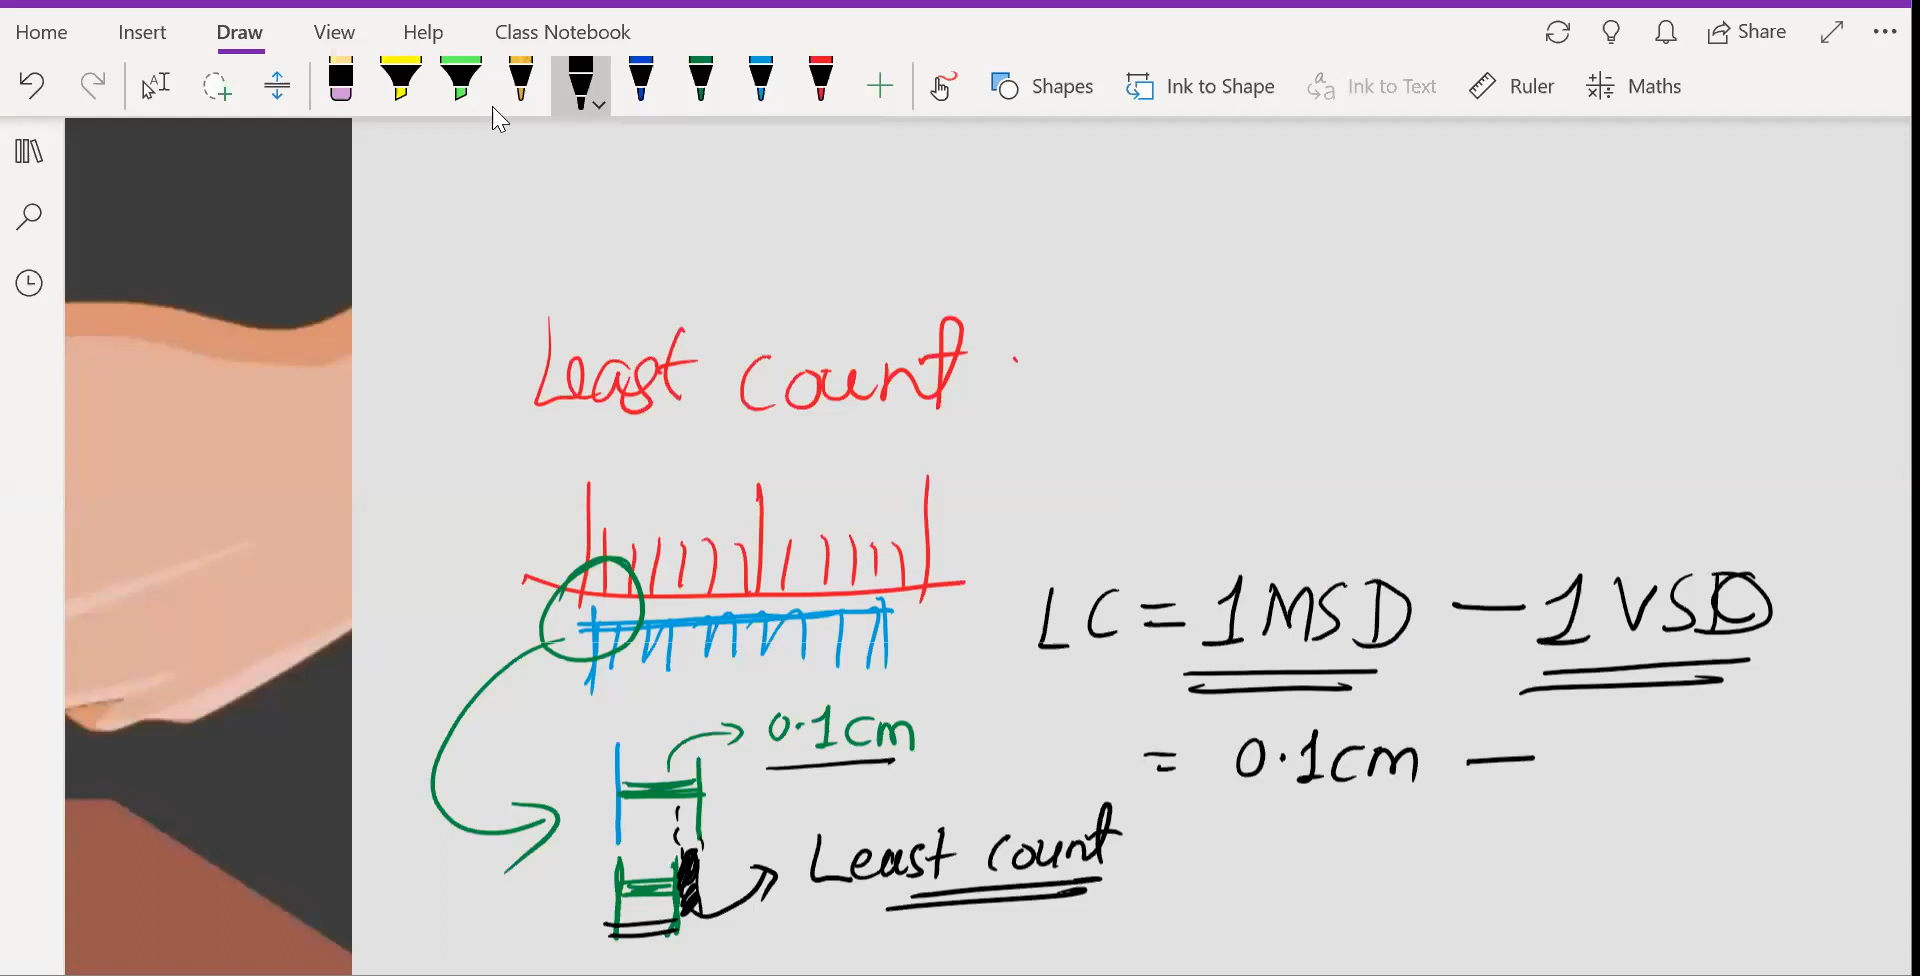 Home Insert Draw View Help Class Notebook Share
Shapes Ink to Shape Ink to Text Ruler Maths
Least count
LC = 1 MSD — 1 VSD
0.1cm
= 0.1cm —
Least count